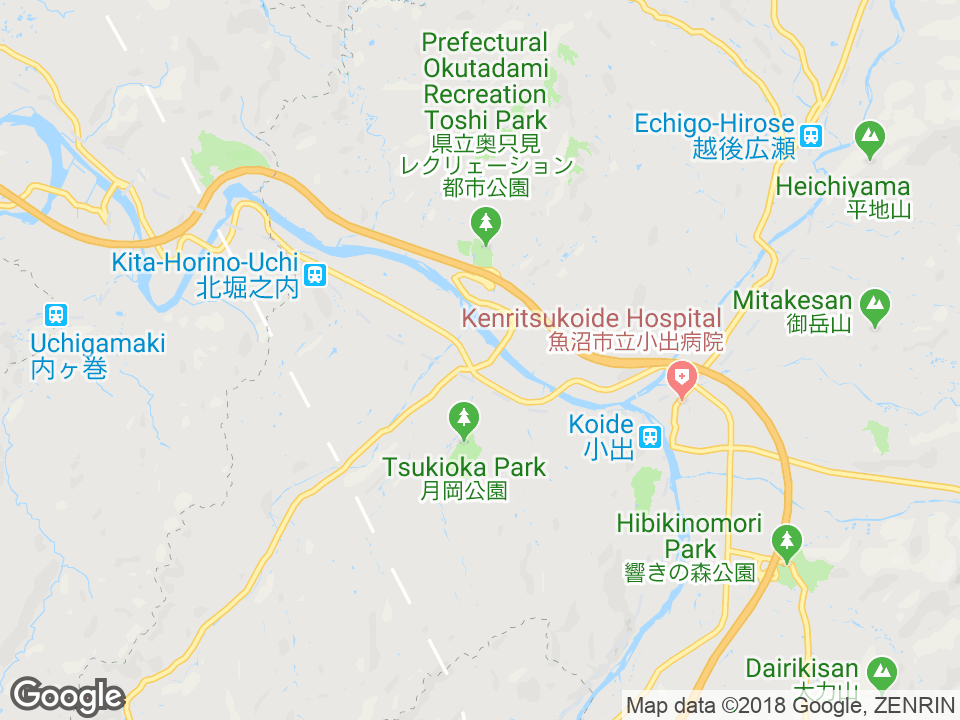 Prefectural
Okutadami
Recreation
Toshi Park
県立奥只見
レクリェーション
都市公園
Echigo-Hirose
越後広瀬
Heichiyama
平地山
Kita-Horino-Uchi
北堀之内
Mitakesan
御岳山
Uchigamaki
内ヶ巻
Kenritsukoide Hospital
魚沼市立小出病院
Koide
小出
Tsukioka Park
月岡公園
Hibikinomori
Park
響きの森公園
Dairikisan
大力山
Google
Map data ©2018 Google, ZENRIN